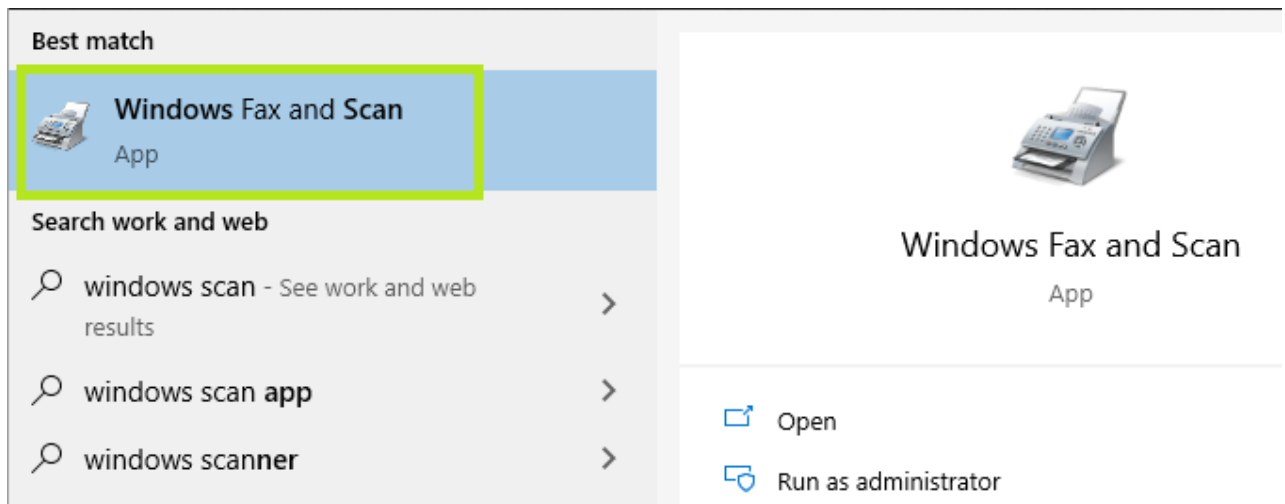 Best match
Windows Fax and Scan
App
Search work and web
windows scan - See work and web
results
windows scan app
windows scanner
Windows Fax and Scan
App
Open
Run as administrator